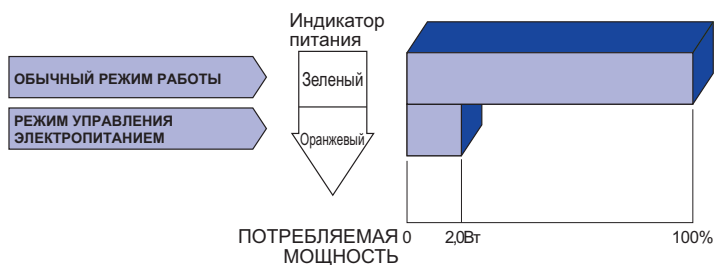 Индикатор
питания
ОБЫЧНЫЙ РЕЖИМ РАБОТЫ
Зеленый
РЕЖИМ УПРАВЛЕНИЯ
ЭЛЕКТРОПИТАНИЕМ
Оранжевый
ПОТРЕБЛЯЕМАЯ
МОЩНОСТЬ
0 2,0Вт 100%